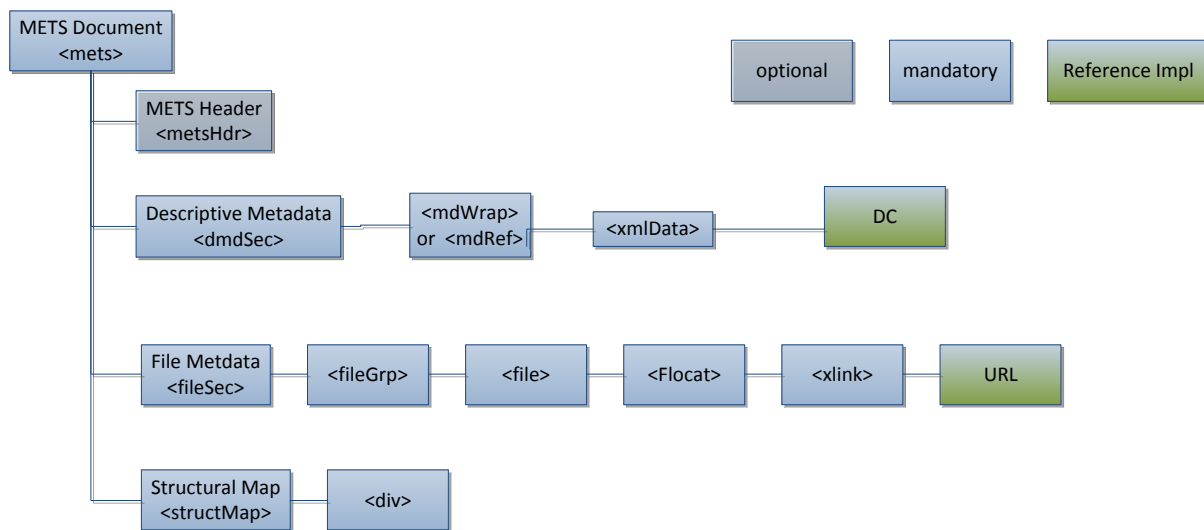 METS Document
<mets>
optional
mandatory
Reference Impl
METS Header
<metsHdr>
Descriptive Metadata
<dmdSec>
<mdWrap>
or <mdRef>
<xmlData>
DC
File Metdata
<fileSec>
<fileGrp>
<file>
<Flocat>
<xlink>
URL
Structural Map
<structMap>
<div>